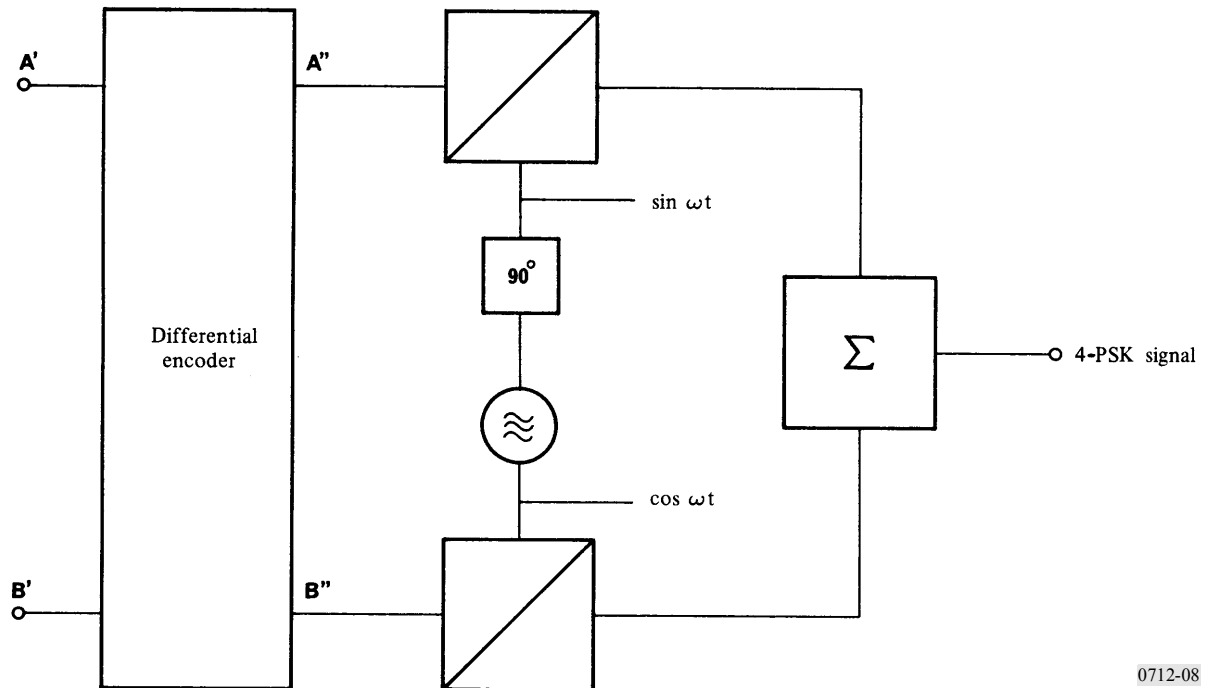 A'
A"
sin ωt
90°
Differential
encoder
Σ
4-PSK signal
cos ωt
B'
B"
0712-08